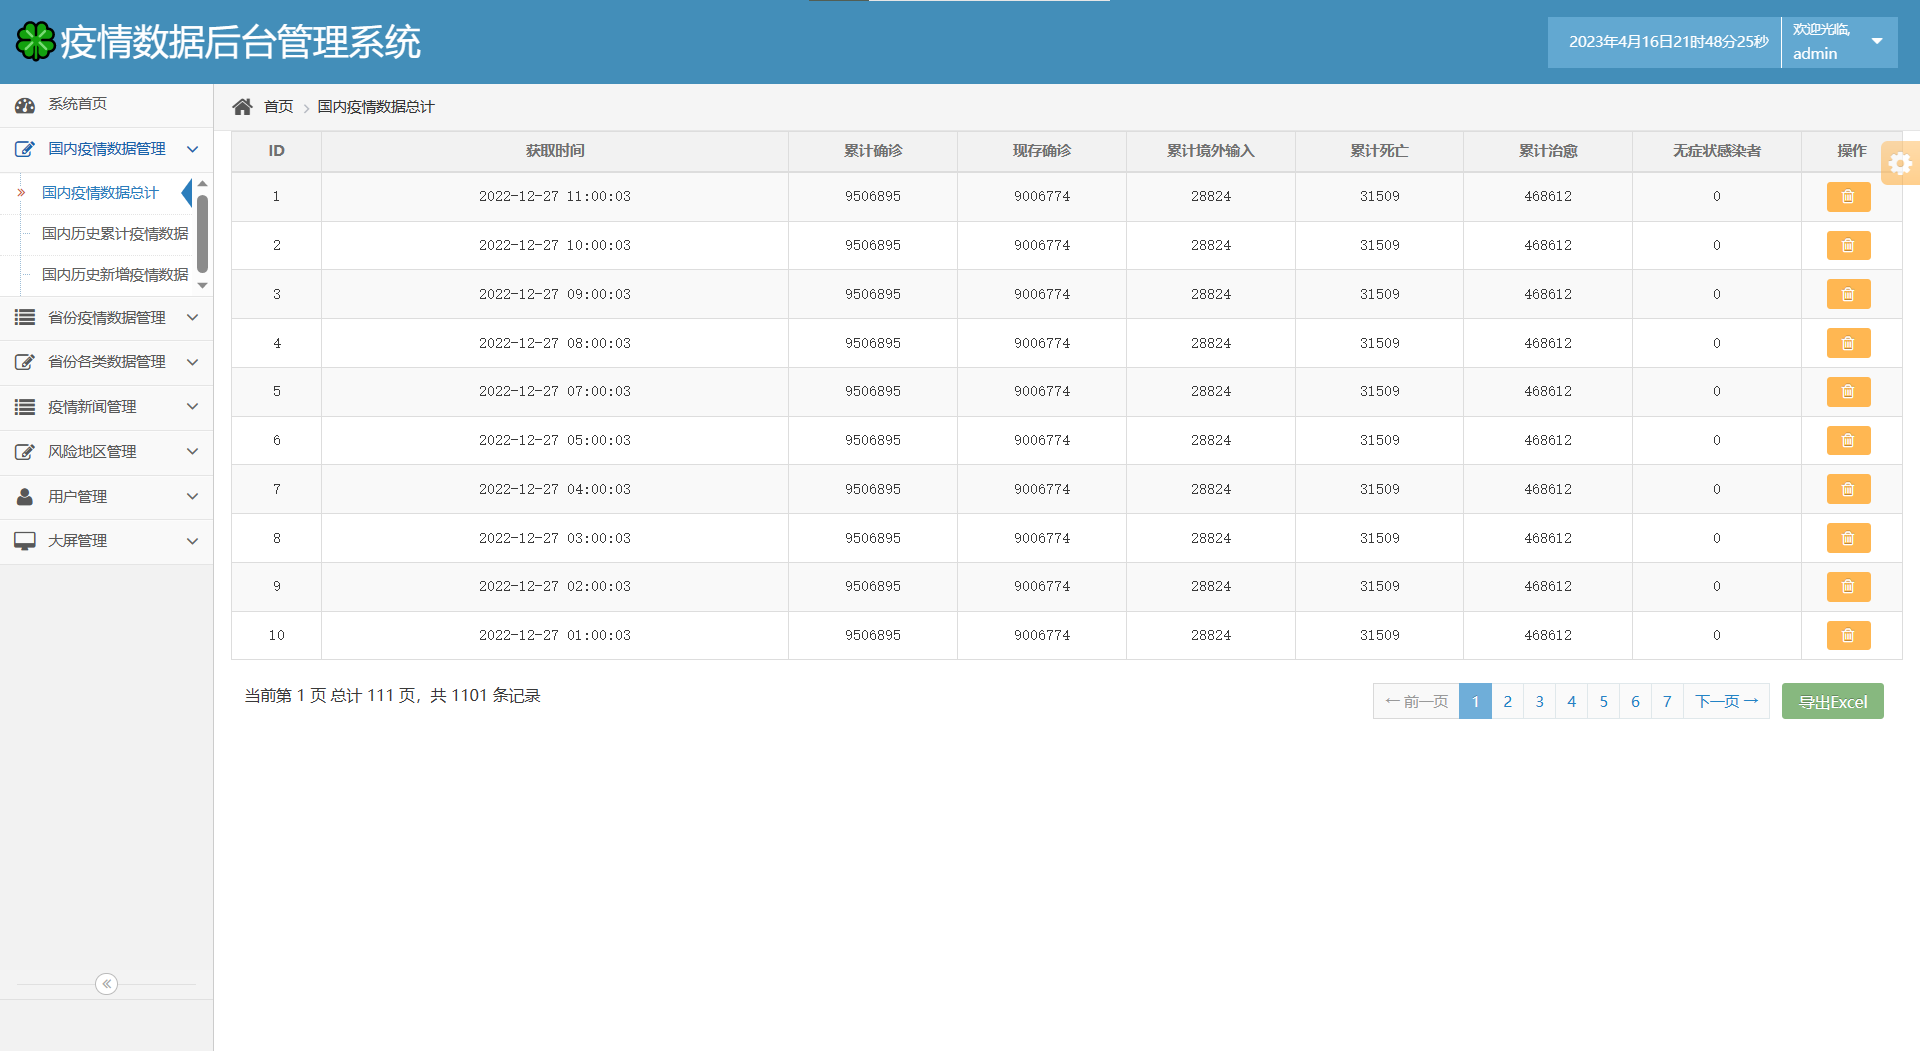 疫情数据后台管理系统
2023年4月16日21时48分25秒
欢迎光临,
admin
系统首页
国内疫情数据管理
国内疫情数据总计
国内历史累计疫情数据
国内历史新增疫情数据
省份疫情数据管理
省份各类数据管理
疫情新闻管理
风险地区管理
用户管理
大屏管理
首页 国内疫情数据总计
ID 获取时间 累计确诊 现存确诊 累计境外输入 累计死亡 累计治愈 无症状感染者 操作
1 2022-12-27 11:00:03 9506895 9006774 28824 31509 468612 0
2 2022-12-27 10:00:03 9506895 9006774 28824 31509 468612 0
3 2022-12-27 09:00:03 9506895 9006774 28824 31509 468612 0
4 2022-12-27 08:00:03 9506895 9006774 28824 31509 468612 0
5 2022-12-27 07:00:03 9506895 9006774 28824 31509 468612 0
6 2022-12-27 05:00:03 9506895 9006774 28824 31509 468612 0
7 2022-12-27 04:00:03 9506895 9006774 28824 31509 468612 0
8 2022-12-27 03:00:03 9506895 9006774 28824 31509 468612 0
9 2022-12-27 02:00:03 9506895 9006774 28824 31509 468612 0
10 2022-12-27 01:00:03 9506895 9006774 28824 31509 468612 0
当前第 1 页 总计 111 页，共 1101 条记录
←前一页 1 2 3 4 5 6 7 下一页→ 导出Excel